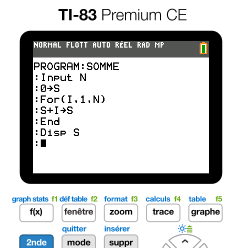 TI-83 Premium CE
NORMAL FLOTT AUTO RÉEL RAD MP
PROGRAM:SOMME
:Input N
:0→S
:For(I.1.N)
:S+I→S
:End
:Disp S
:
graph stats f1 déf table f2 format f3 calculs f4 table f5
f(x) fenêtre zoom trace graphe
quitter insérer
2nde mode suppr